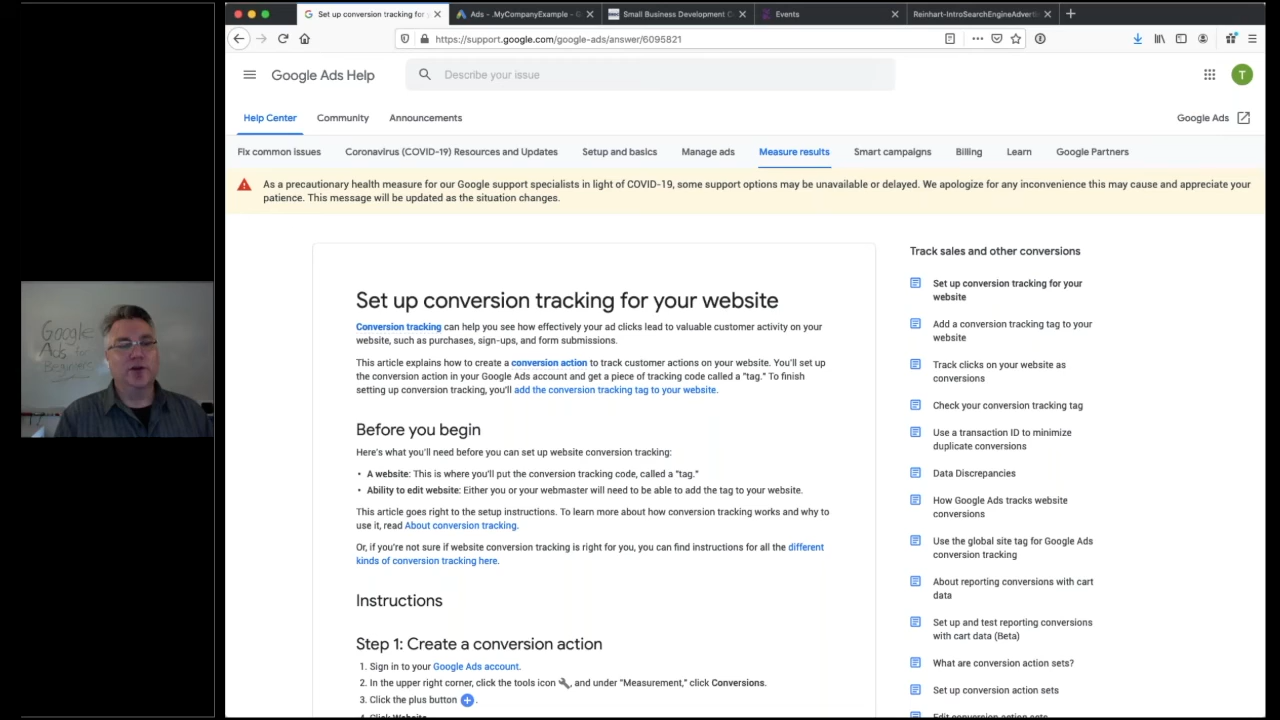 Set up conversion tracking for
Ads - .MyCompanyExample - G
Small Business Development C
Events
Reinhart-IntroSearchEngineAdverti
https://support.google.com/google-ads/answer/6095821
Google Ads Help
Describe your issue
T
Help Center
Community
Announcements
Google Ads
Fix common issues
Coronavirus (COVID-19) Resources and Updates
Setup and basics
Manage ads
Measure results
Smart campaigns
Billing
Learn
Google Partners
As a precautionary health measure for our Google support specialists in light of COVID-19, some support options may be unavailable or delayed. We apologize for any inconvenience this may cause and appreciate your
patience. This message will be updated as the situation changes.
Google
Ads for
Beginners
Set up conversion tracking for your website
Conversion tracking can help you see how effectively your ad clicks lead to valuable customer activity on your
website, such as purchases, sign-ups, and form submissions.
This article explains how to create a conversion action to track customer actions on your website. You'll set up
the conversion action in your Google Ads account and get a piece of tracking code called a "tag." To finish
setting up conversion tracking, you'll add the conversion tracking tag to your website.
Before you begin
Here's what you'll need before you can set up website conversion tracking:
• A website: This is where you'll put the conversion tracking code, called a "tag."
• Ability to edit website: Either you or your webmaster will need to be able to add the tag to your website.
This article goes right to the setup instructions. To learn more about how conversion tracking works and why to
use it, read About conversion tracking.
Or, if you're not sure if website conversion tracking is right for you, you can find instructions for all the different
kinds of conversion tracking here.
Instructions
Step 1: Create a conversion action
1. Sign in to your Google Ads account.
2. In the upper right corner, click the tools icon , and under "Measurement," click Conversions.
3. Click the plus button .
4. Click Website.
Track sales and other conversions
Set up conversion tracking for your
website
Add a conversion tracking tag to your
website
Track clicks on your website as
conversions
Check your conversion tracking tag
Use a transaction ID to minimize
duplicate conversions
Data Discrepancies
How Google Ads tracks website
conversions
Use the global site tag for Google Ads
conversion tracking
About reporting conversions with cart
data
Set up and test reporting conversions
with cart data (Beta)
What are conversion action sets?
Set up conversion action sets
Edit conversion action sets